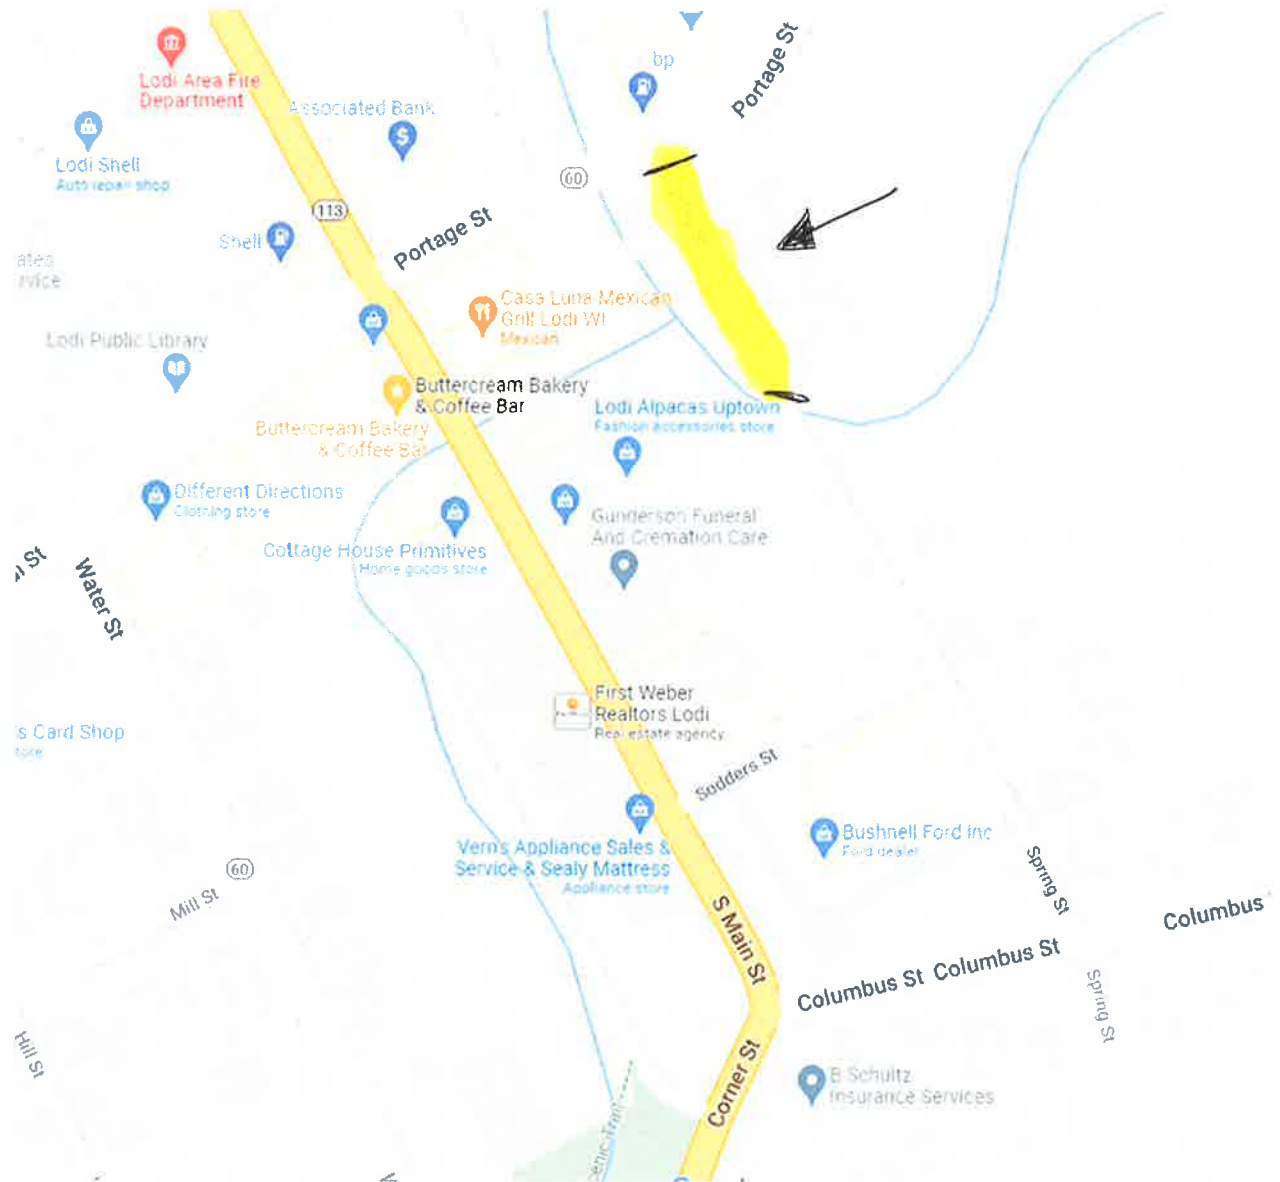 Lodi Area Fire
Department
bp
Portage St
Associated Bank
Lodi Shell
Auto repair shop
60
113
Portage St
Shell
Casa Luna Mexican
Grill Lodi WI
Mexican
Lodi Public Library
Buttercream Bakery
& Coffee Bar
Lodi Alpacas Uptown
Fashion accessories store
Buttercream Bakery
& Coffee Bar
Different Directions
Clothing store
Gunderson Funeral
And Cremation Care
Cottage House Primitives
Home goods store
St
Water St
First Weber
Realtors Lodi
Real estate agency
s Card Shop
Sodders St
Vern's Appliance Sales &
Service & Sealy Mattress
Appliance store
Bushnell Ford Inc
Ford dealer
60
Mill St
Spring St
S Main St
Columbus
Columbus St Columbus St
Spring St
Hill St
Corner St
B Schultz
Insurance Services